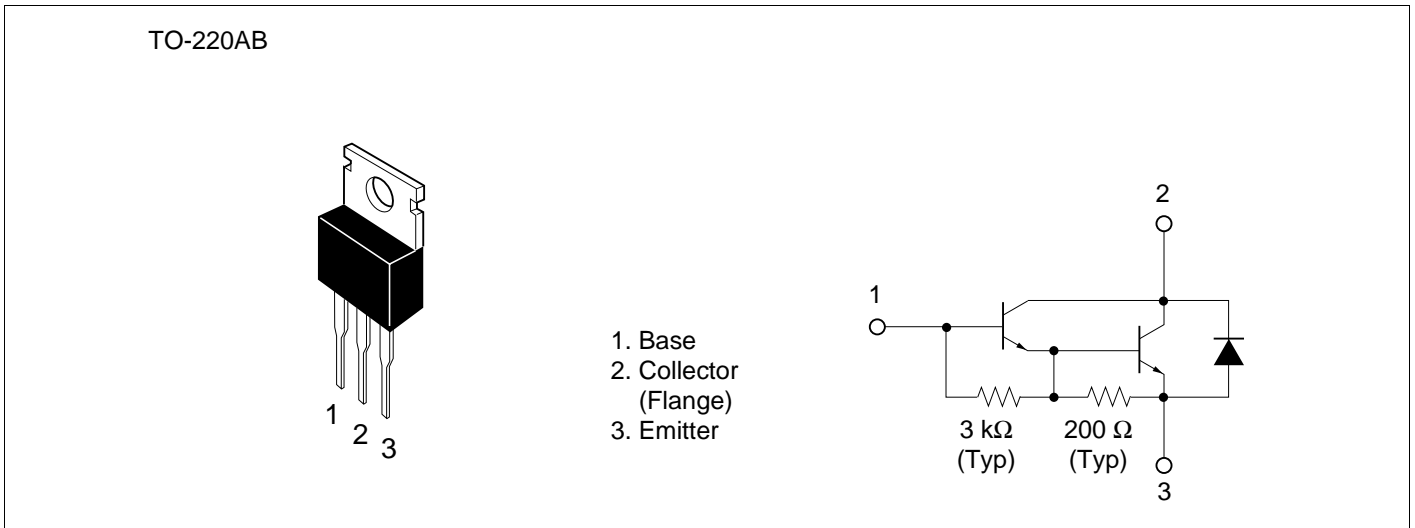 TO-220AB
1
2
3
1. Base
2. Collector
(Flange)
3. Emitter
2
1
3 kΩ
(Typ)
200 Ω
(Typ)
3